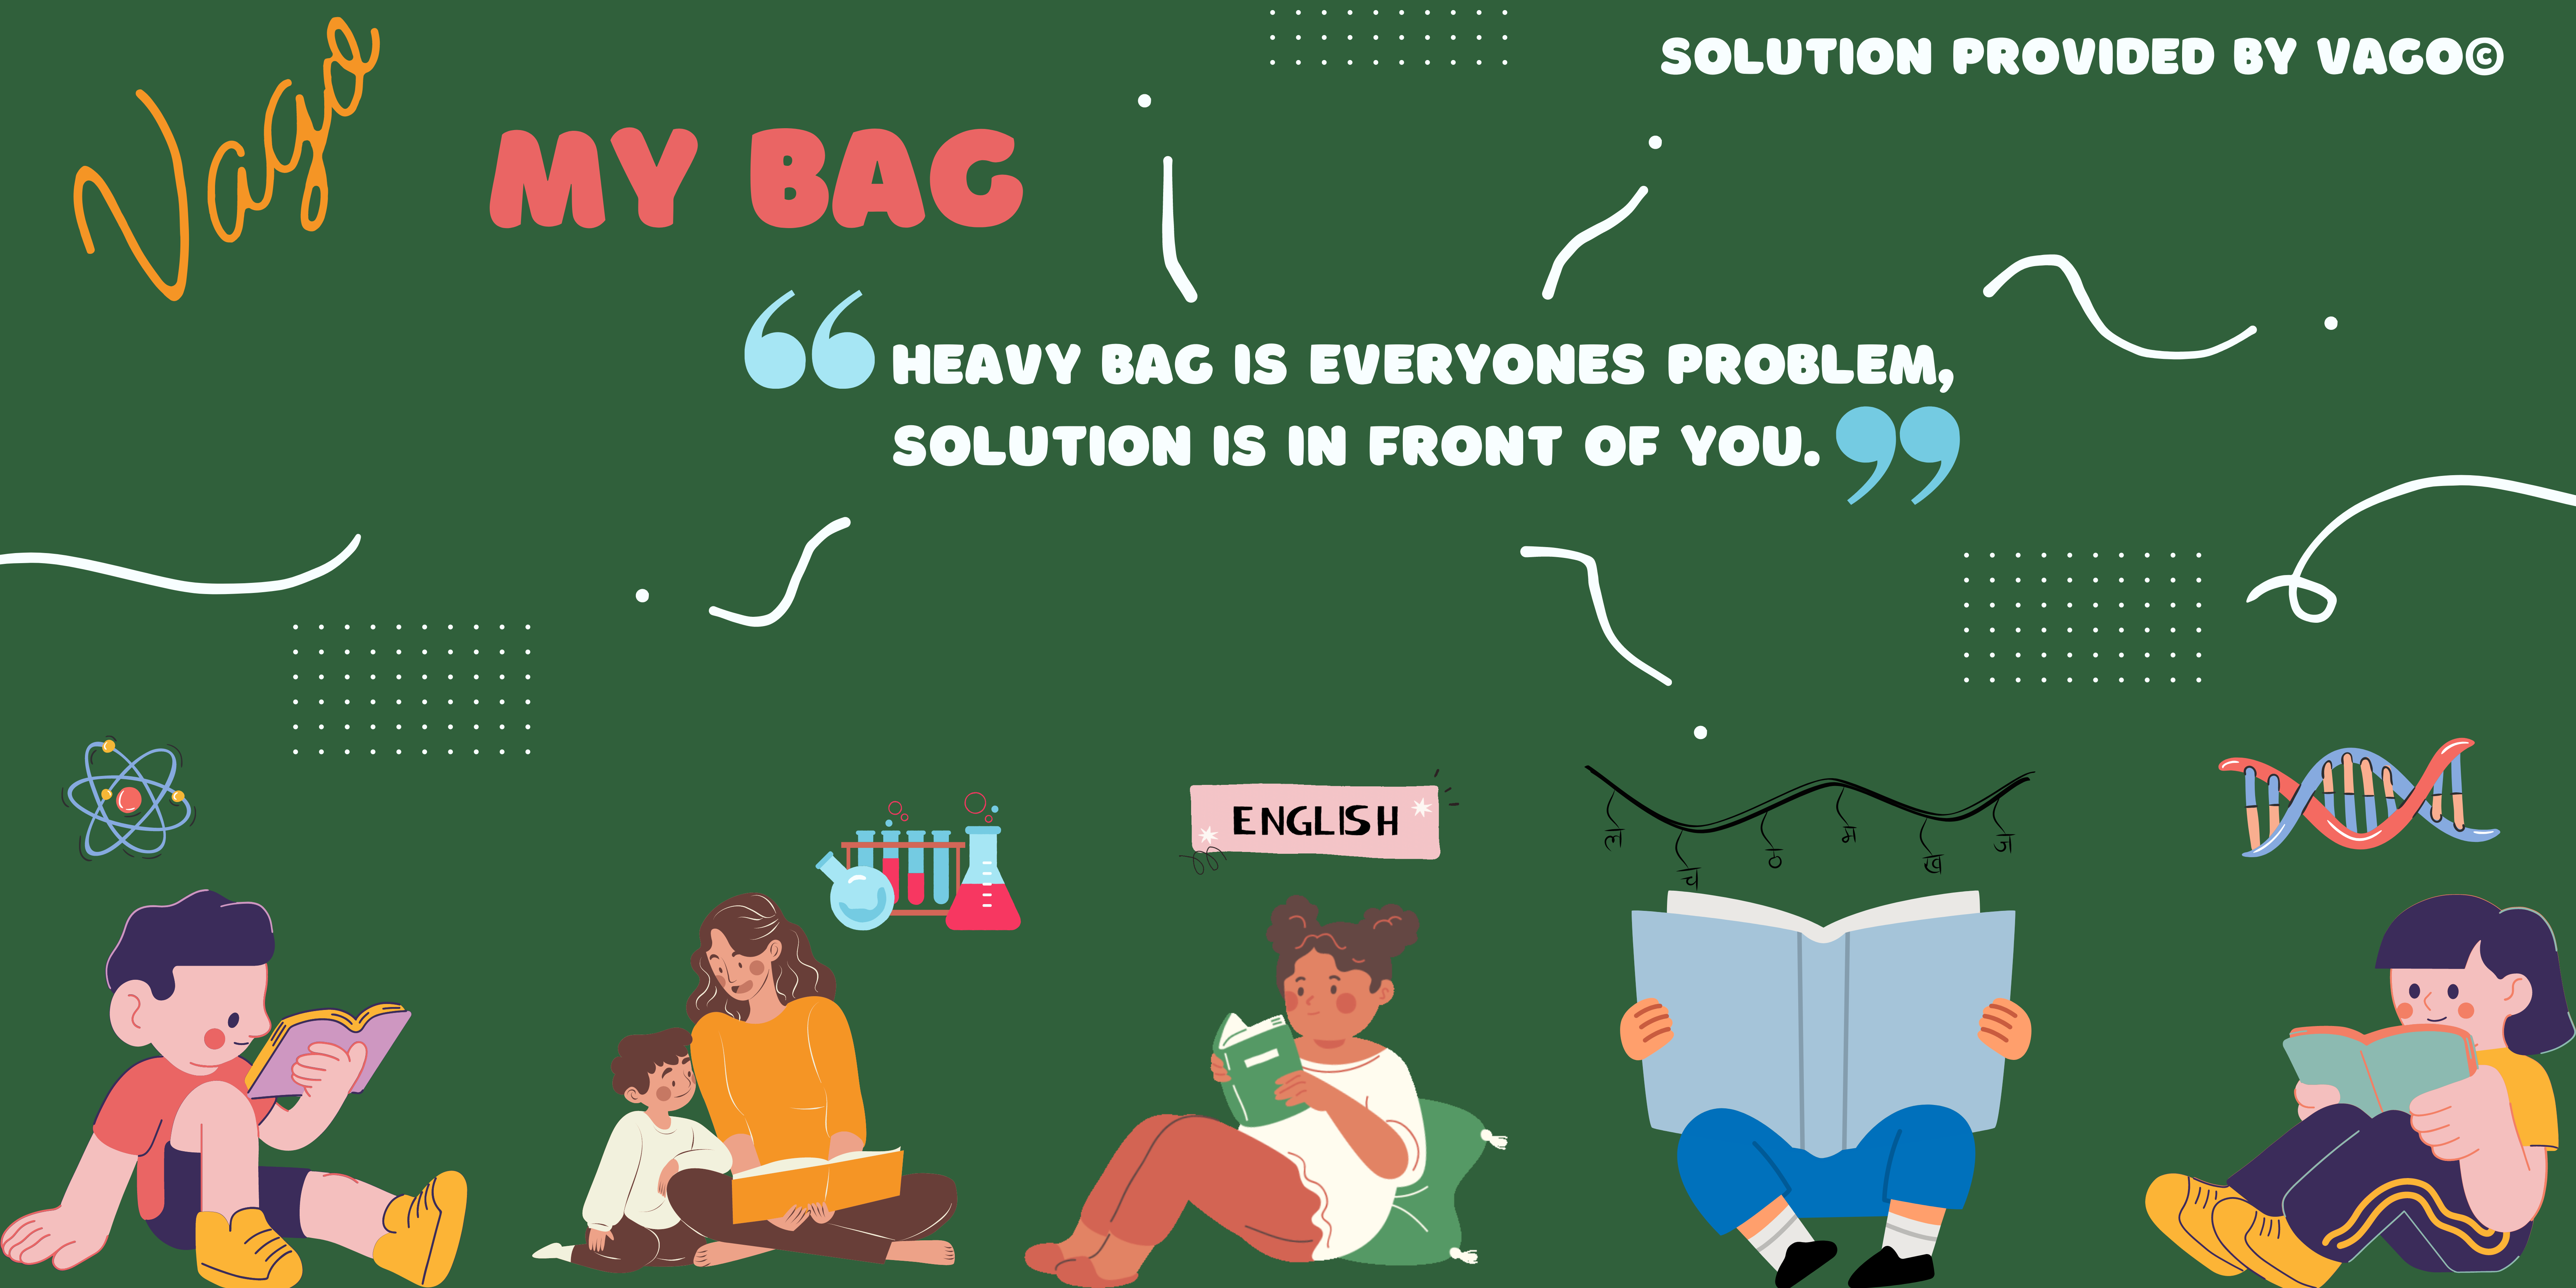 Vago
SOLUTION PROVIDED BY VAGO©
MY BAG
“HEAVY BAG IS EVERYONES PROBLEM,
SOLUTION IS IN FRONT OF YOU.”
ENGLISH
ल च ठ म ख ज